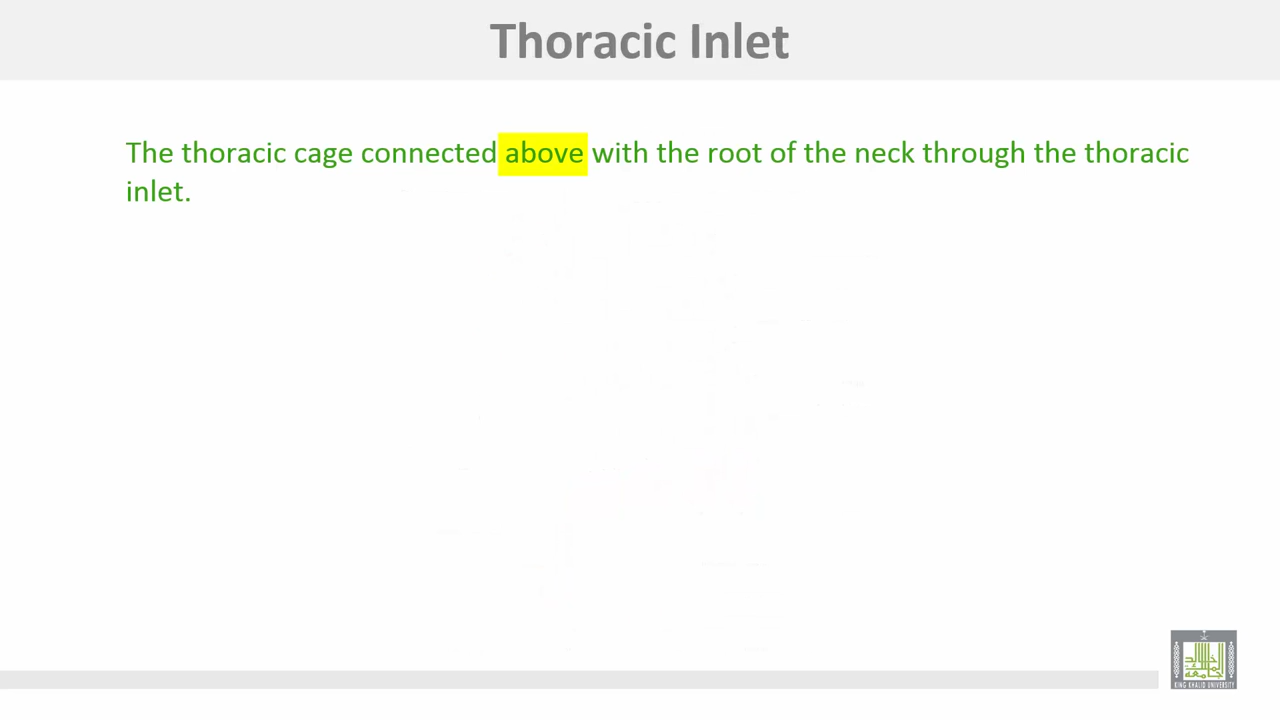 Thoracic Inlet
The thoracic cage connected above with the root of the neck through the thoracic
inlet.
KING KHALID UNIVERSITY